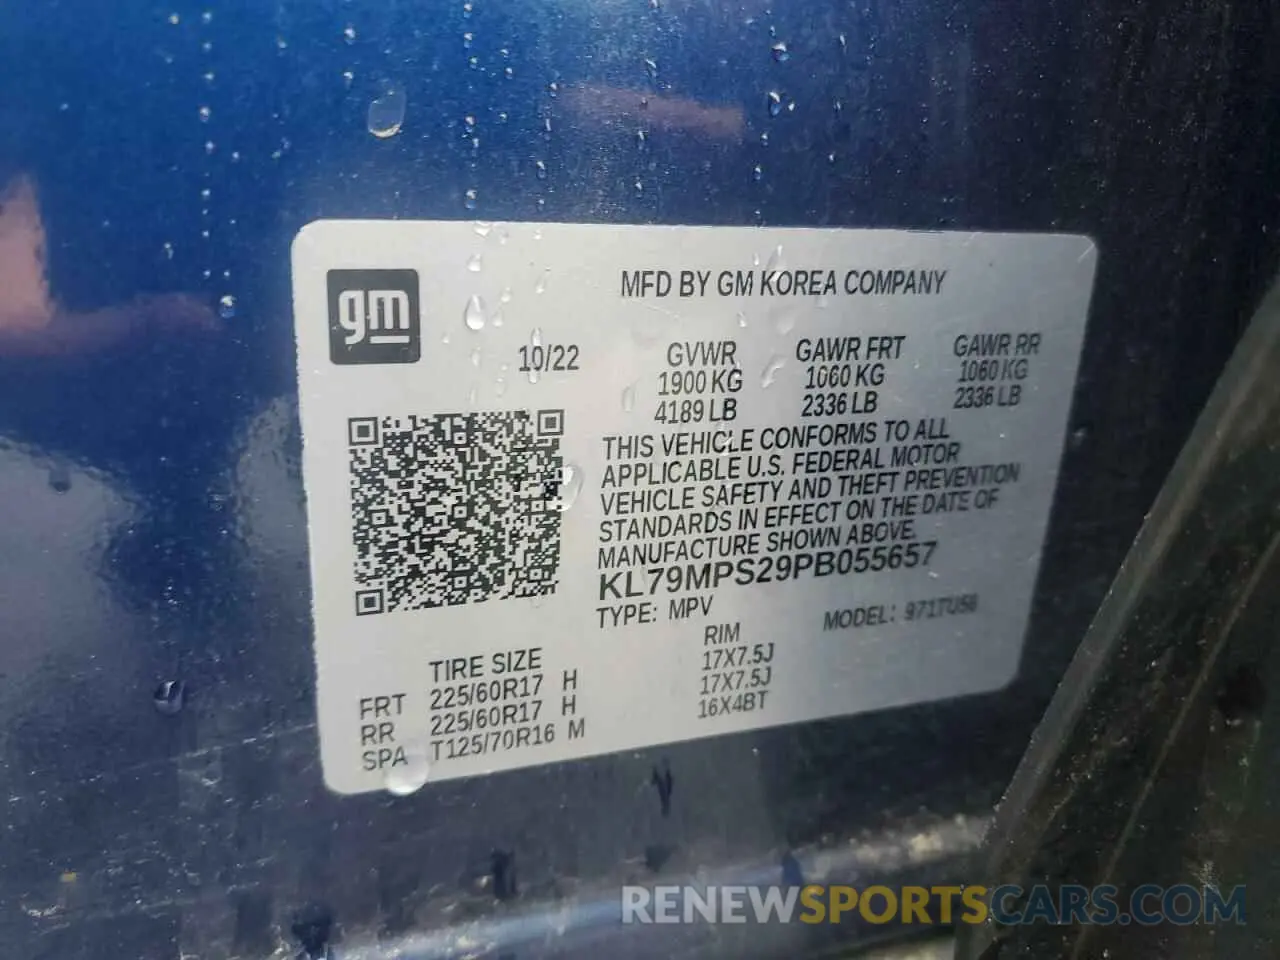 gm
MFD BY GM KOREA COMPANY
10/22
GVWR GAWR FRT GAWR RR
1900 KG 1060 KG 1060 KG
4189 LB 2336 LB 2336 LB
THIS VEHICLE CONFORMS TO ALL
APPLICABLE U.S. FEDERAL MOTOR
VEHICLE SAFETY AND THEFT PREVENTION
STANDARDS IN EFFECT ON THE DATE OF
MANUFACTURE SHOWN ABOVE.
KL79MPS29PB055657
TYPE: MPV MODEL:
TIRE SIZE RIM
FRT 225/60R17 H 17X7.5J
RR 225/60R17 H 17X7.5J
SPA T125/70R16 M 16X4BT
RENEWSPORTSCARS.COM